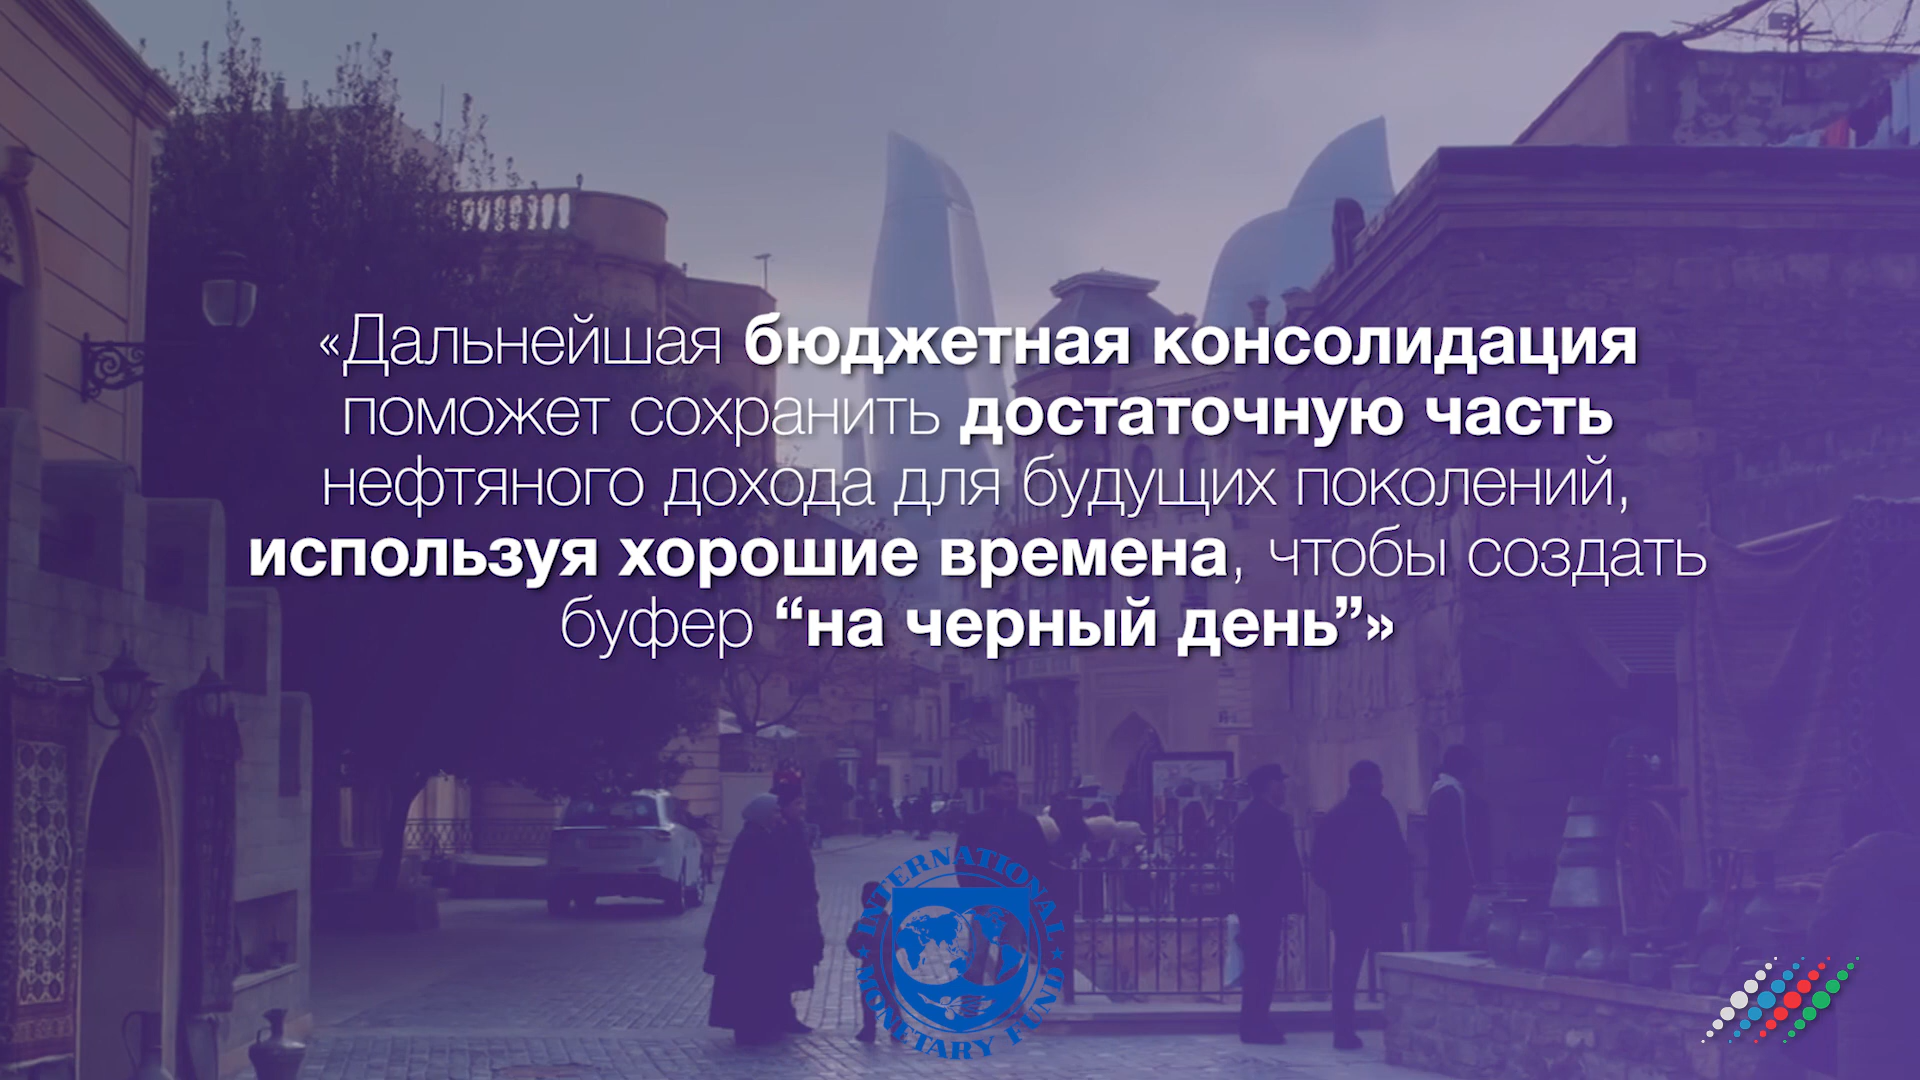 «Дальнейшая бюджетная консолидация
поможет сохранить достаточную часть
нефтяного дохода для будущих поколений,
используя хорошие времена, чтобы создать
буфер “на черный день”»
INTERNATIONAL
MONETARY FUND